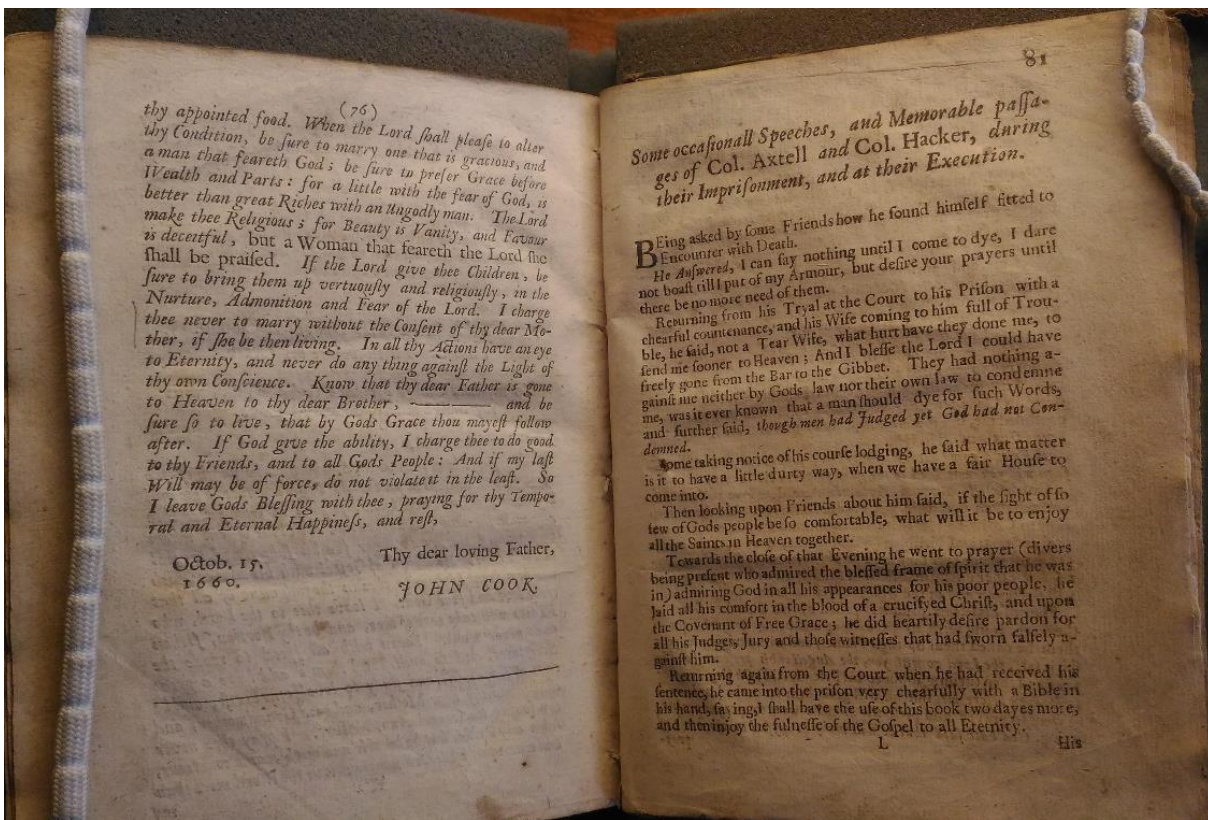 (76)
thy appointed food. When the Lord ſhall pleaſe to alter
thy Condition, be ſure to marry one that is gracious, and
a man that feareth God; be ſure to prefer Grace before
Wealth and Parts: for a little with the fear of God, is
better than great Riches with an Ungodly man. The Lord
make thee Religious; for Beauty is Vanity, and Favour
is deceitful, but a Woman that feareth the Lord ſhe
ſhall be praiſed. If the Lord give thee Children, be
ſure to bring them up vertuouſly and religiouſly, in the
Nurture, Admonition and Fear of the Lord. I charge
thee never to marry without the Conſent of thy dear Mo-
ther, if ſhe be then living. In all thy Actions have an eye
to Eternity, and never do any thing againſt the Light of
thy own Conſcience. Know that thy dear Father is gone
to Heaven to thy dear Brother, —— —— and be
ſure ſo to live, that by Gods Grace thou mayeſt follow
after. If God give the ability, I charge thee to do good
to thy Friends, and to all Gods People: And if my laſt
Will may be of force, do not violate it in the leaſt. So
I leave Gods Bleſſing with thee, praying for thy Tempo-
ral and Eternal Happineſs, and reſt,
Thy dear loving Father,
Octob. 15.
1660.
JOHN COOK.
81
Some occaſionall Speeches, aud Memorable paſſa-
ges of Col. Axtell and Col. Hacker, during
their Impriſonment, and at their Execution.
BEing asked by ſome Friends how he found himſelf fitted to
Encounter with Death.
He Anſwered, I can ſay nothing until I come to dye, I dare
not boaſt till I put of my Armour, but deſire your prayers until
there be no more need of them.
Returning from his Tryal at the Court to his Priſon with a
chearful countenance, and his Wife coming to him full of Trou-
ble, he ſaid, not a Tear Wife, what hurt have they done me, to
ſend me ſooner to Heaven; And I bleſſe the Lord I could have
freely gone from the Bar to the Gibbet. They had nothing a-
gainſt me neither by Gods law nor their own law to condemne
me, was it ever known that a man ſhould dye for ſuch Words,
and further ſaid, though men had Judged yet God had not Con-
demned.
Some taking notice of his courſe lodging, he ſaid what matter
is it to have a little durty way, when we have a fair Houſe to
come into.
Then looking upon Friends about him ſaid, if the ſight of ſo
few of Gods people be ſo comfortable, what will it be to enjoy
all the Saints in Heaven together.
Towards the cloſe of that Evening he went to prayer (divers
being preſent who admired the bleſſed frame of ſpirit that he was
in) admiring God in all his appearances for his poor people, he
laid all his comfort in the blood of a crucifyed Chriſt, and upon
the Covenant of Free Grace; he did heartily deſire pardon for
all his Judges, Jury and thoſe witneſſes that had ſworn falſely a-
gainſt him.
Returning again from the Court when he had received his
ſentence, he came into the priſon very chearfully with a Bible in
his hand, ſaying, I ſhall have the uſe of this book two dayes more,
and then injoy the fulneſſe of the Goſpel to all Eternity.
L His